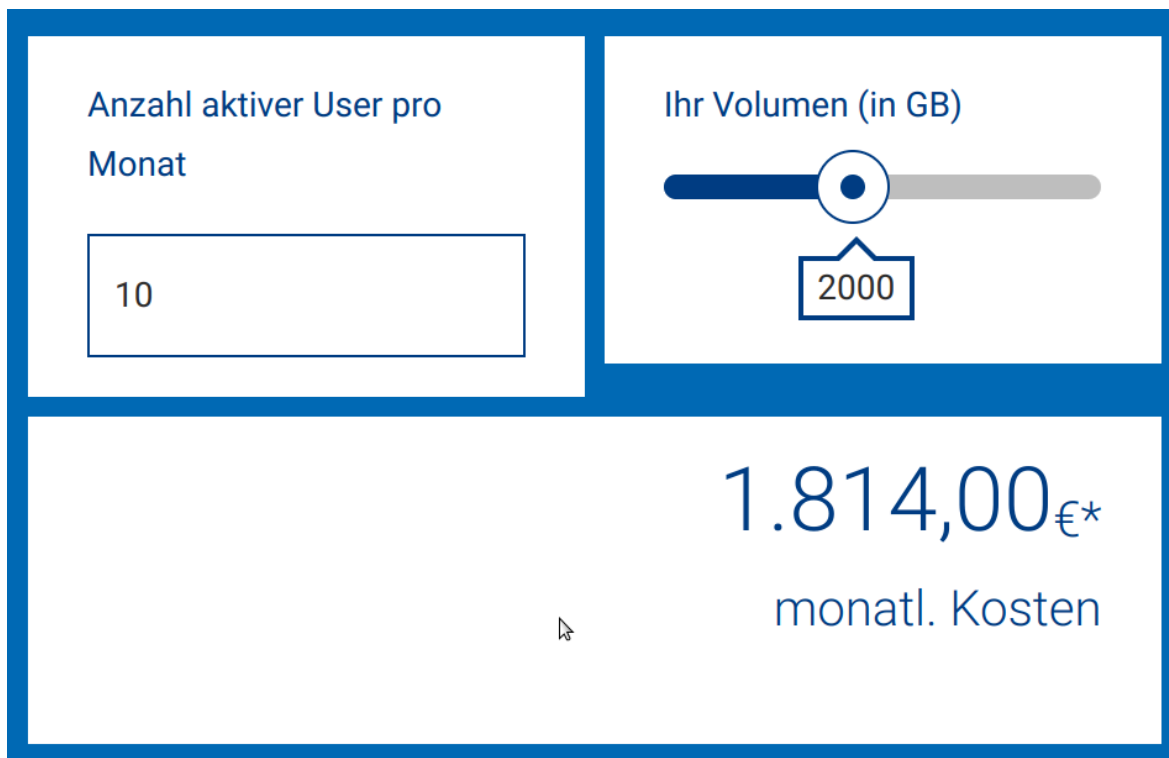 Anzahl aktiver User pro
Monat
10
Ihr Volumen (in GB)
2000
1.814,00€*
monatl. Kosten